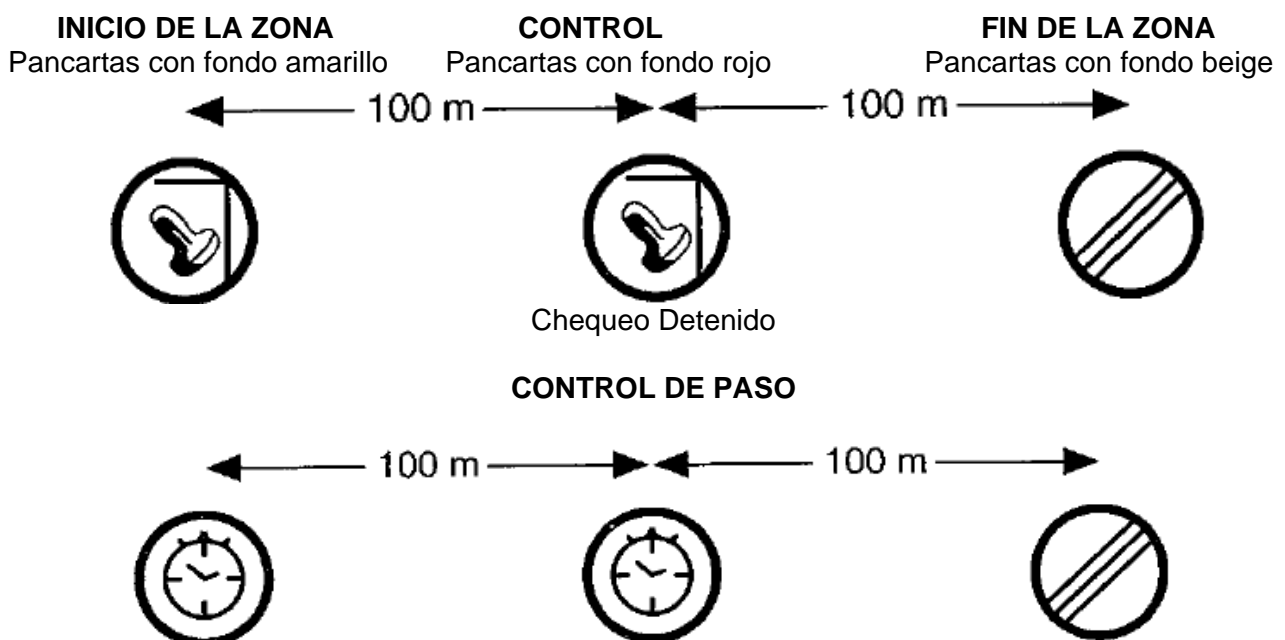 INICIO DE LA ZONA CONTROL FIN DE LA ZONA
Pancartas con fondo amarillo Pancartas con fondo rojo Pancartas con fondo beige
100 m 100 m
Chequeo Detenido
CONTROL DE PASO
100 m 100 m